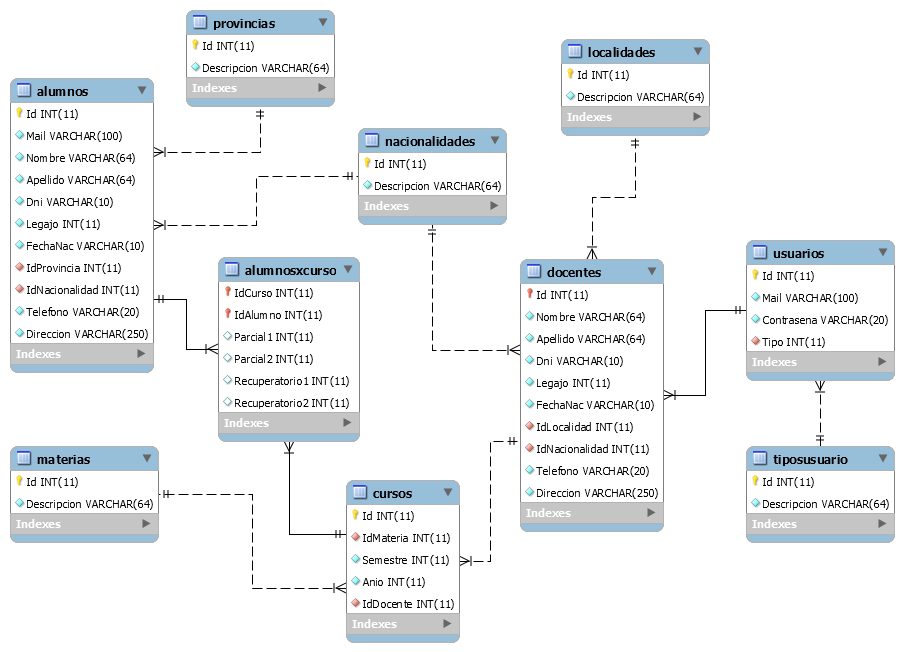 provincias
Id INT(11)
Descripcion VARCHAR(64)
Indexes
localidades
Id INT(11)
Descripcion VARCHAR(64)
Indexes
alumnos
Id INT(11)
Mail VARCHAR(100)
Nombre VARCHAR(64)
Apellido VARCHAR(64)
Dni VARCHAR(10)
Legajo INT(11)
FechaNac VARCHAR(10)
IdProvincia INT(11)
IdNacionalidad INT(11)
Telefono VARCHAR(20)
Direccion VARCHAR(250)
Indexes
nacionalidades
Id INT(11)
Descripcion VARCHAR(64)
Indexes
alumnosxcurso
IdCurso INT(11)
IdAlumno INT(11)
Parcial1 INT(11)
Parcial2 INT(11)
Recuperatorio1 INT(11)
Recuperatorio2 INT(11)
Indexes
docentes
Id INT(11)
Nombre VARCHAR(64)
Apellido VARCHAR(64)
Dni VARCHAR(10)
Legajo INT(11)
FechaNac VARCHAR(10)
IdLocalidad INT(11)
IdNacionalidad INT(11)
Telefono VARCHAR(20)
Direccion VARCHAR(250)
Indexes
usuarios
Id INT(11)
Mail VARCHAR(100)
Contrasena VARCHAR(20)
Tipo INT(11)
Indexes
materias
Id INT(11)
Descripcion VARCHAR(64)
Indexes
cursos
Id INT(11)
IdMateria INT(11)
Semestre INT(11)
Anio INT(11)
IdDocente INT(11)
Indexes
tiposusuario
Id INT(11)
Descripcion VARCHAR(64)
Indexes